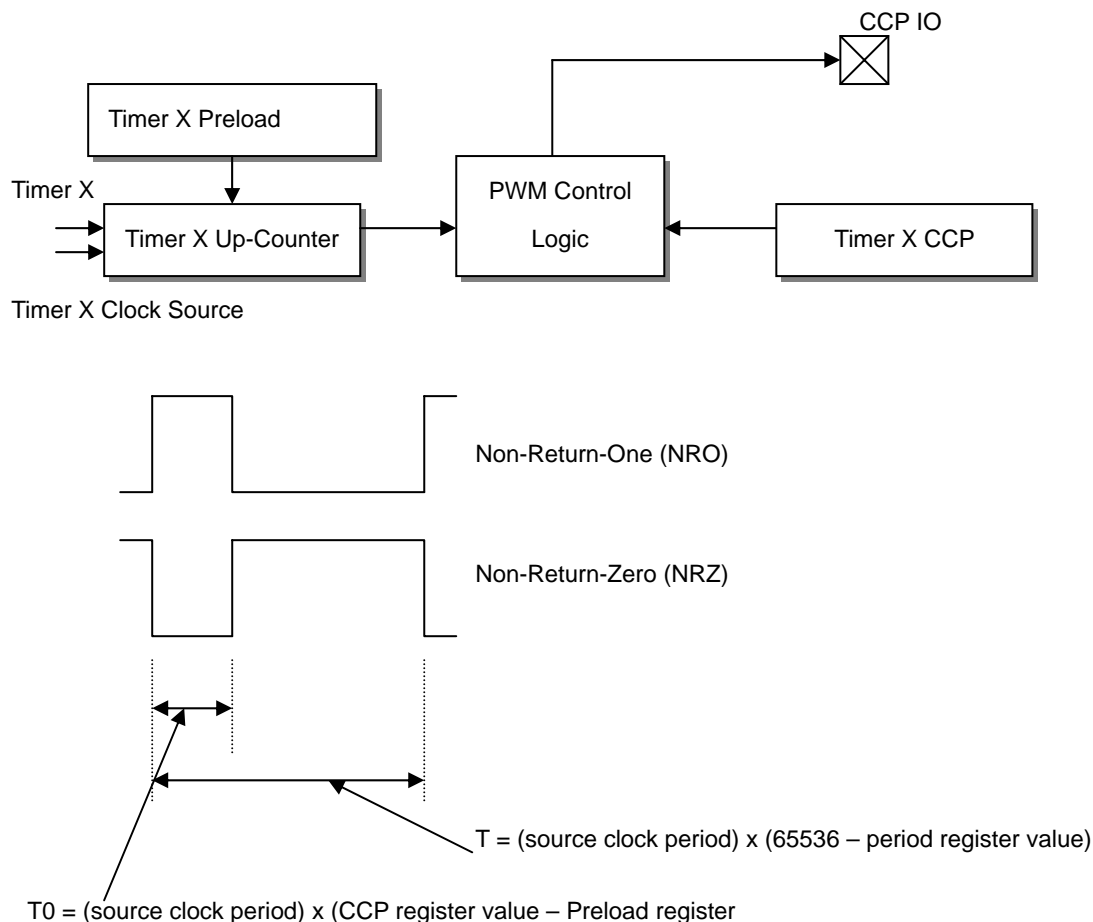 CCP IO
Timer X Preload
Timer X
Timer X Up-Counter
PWM Control
Logic
Timer X CCP
Timer X Clock Source
Non-Return-One (NRO)
Non-Return-Zero (NRZ)
T = (source clock period) x (65536 – period register value)
T0 = (source clock period) x (CCP register value – Preload register